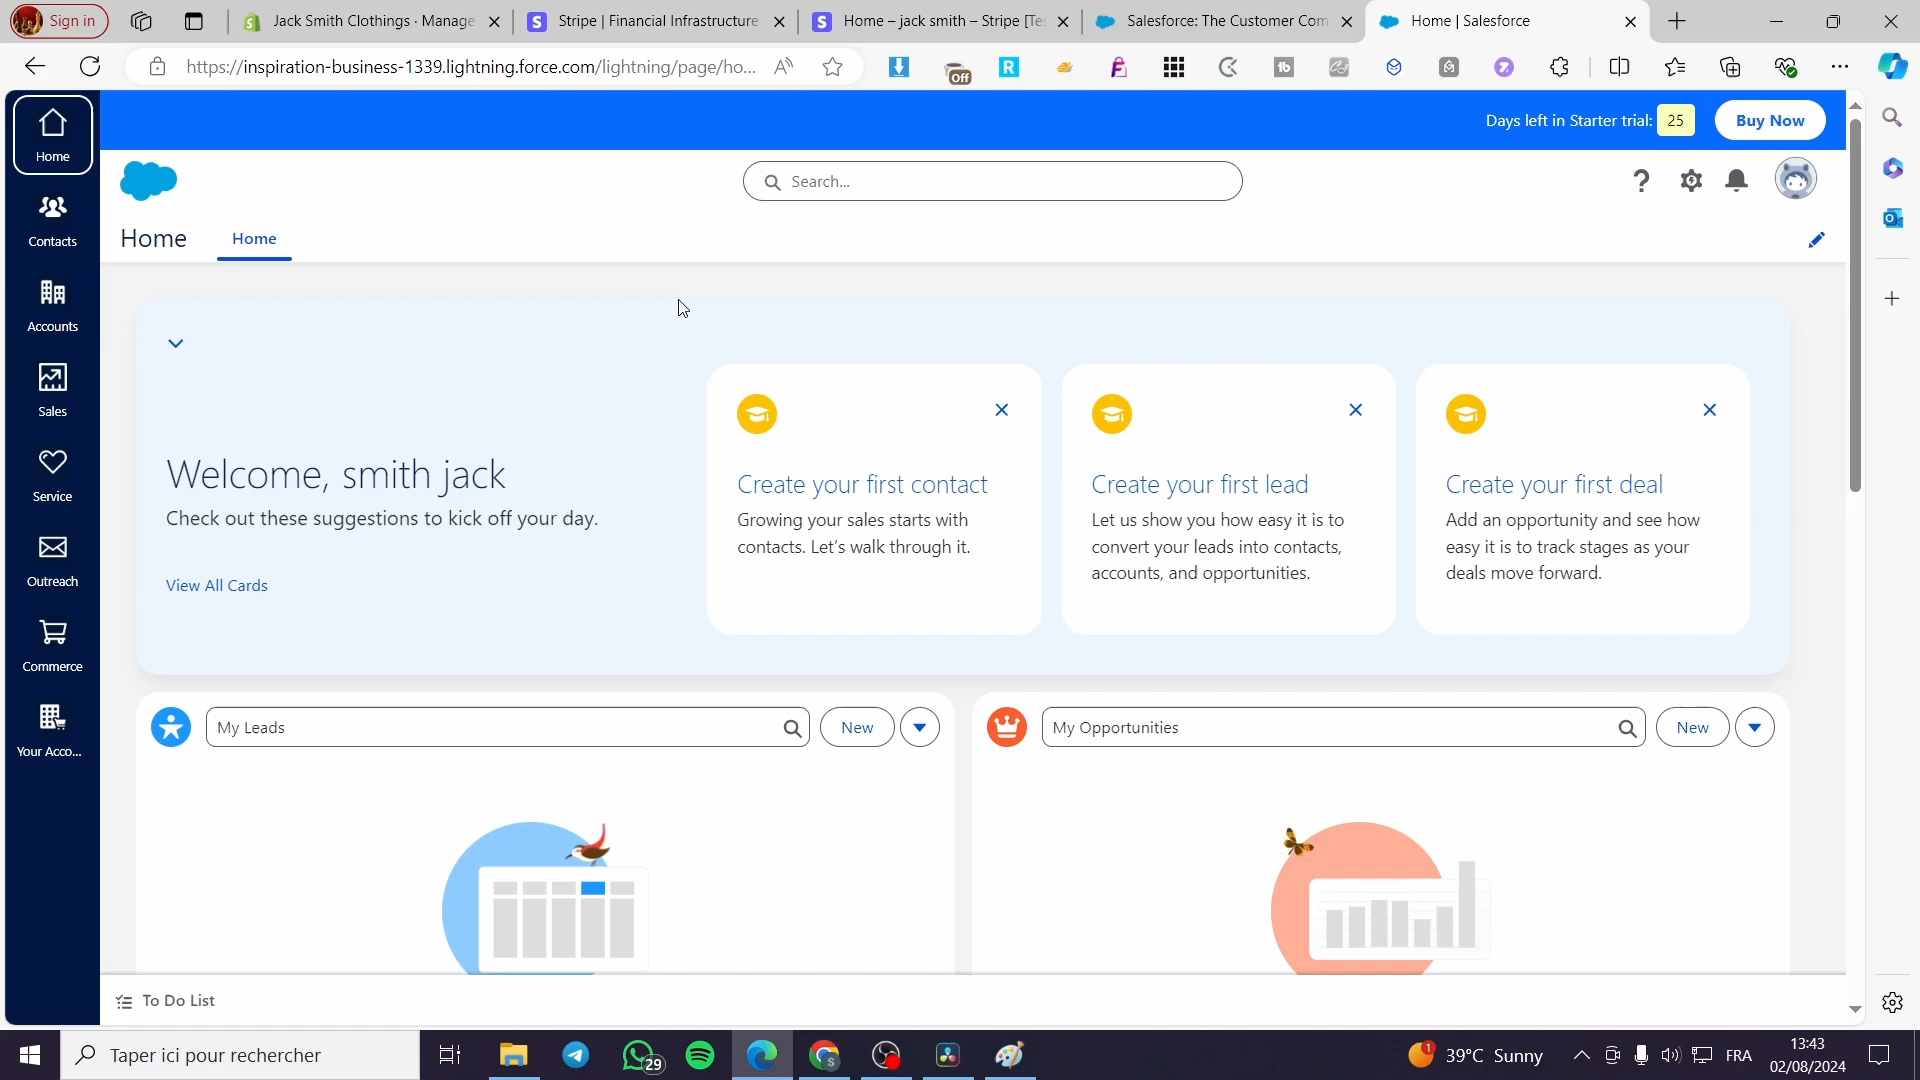 Sign in
Jack Smith Clothings · Manage
Stripe | Financial Infrastructure
Home – jack smith – Stripe [Te
Salesforce: The Customer Com
Home | Salesforce
https://inspiration-business-1339.lightning.force.com/lightning/page/ho...
Off
Days left in Starter trial: 25
Buy Now
Home
Contacts
Accounts
Sales
Service
Outreach
Commerce
Your Acco...
Search...
Home
Home
Welcome, smith jack
Check out these suggestions to kick off your day.
View All Cards
Create your first contact
Growing your sales starts with
contacts. Let's walk through it.
Create your first lead
Let us show you how easy it is to
convert your leads into contacts,
accounts, and opportunities.
Create your first deal
Add an opportunity and see how
easy it is to track stages as your
deals move forward.
My Leads
New
My Opportunities
New
To Do List
Taper ici pour rechercher
29
1
39°C Sunny
FRA
13:43
02/08/2024